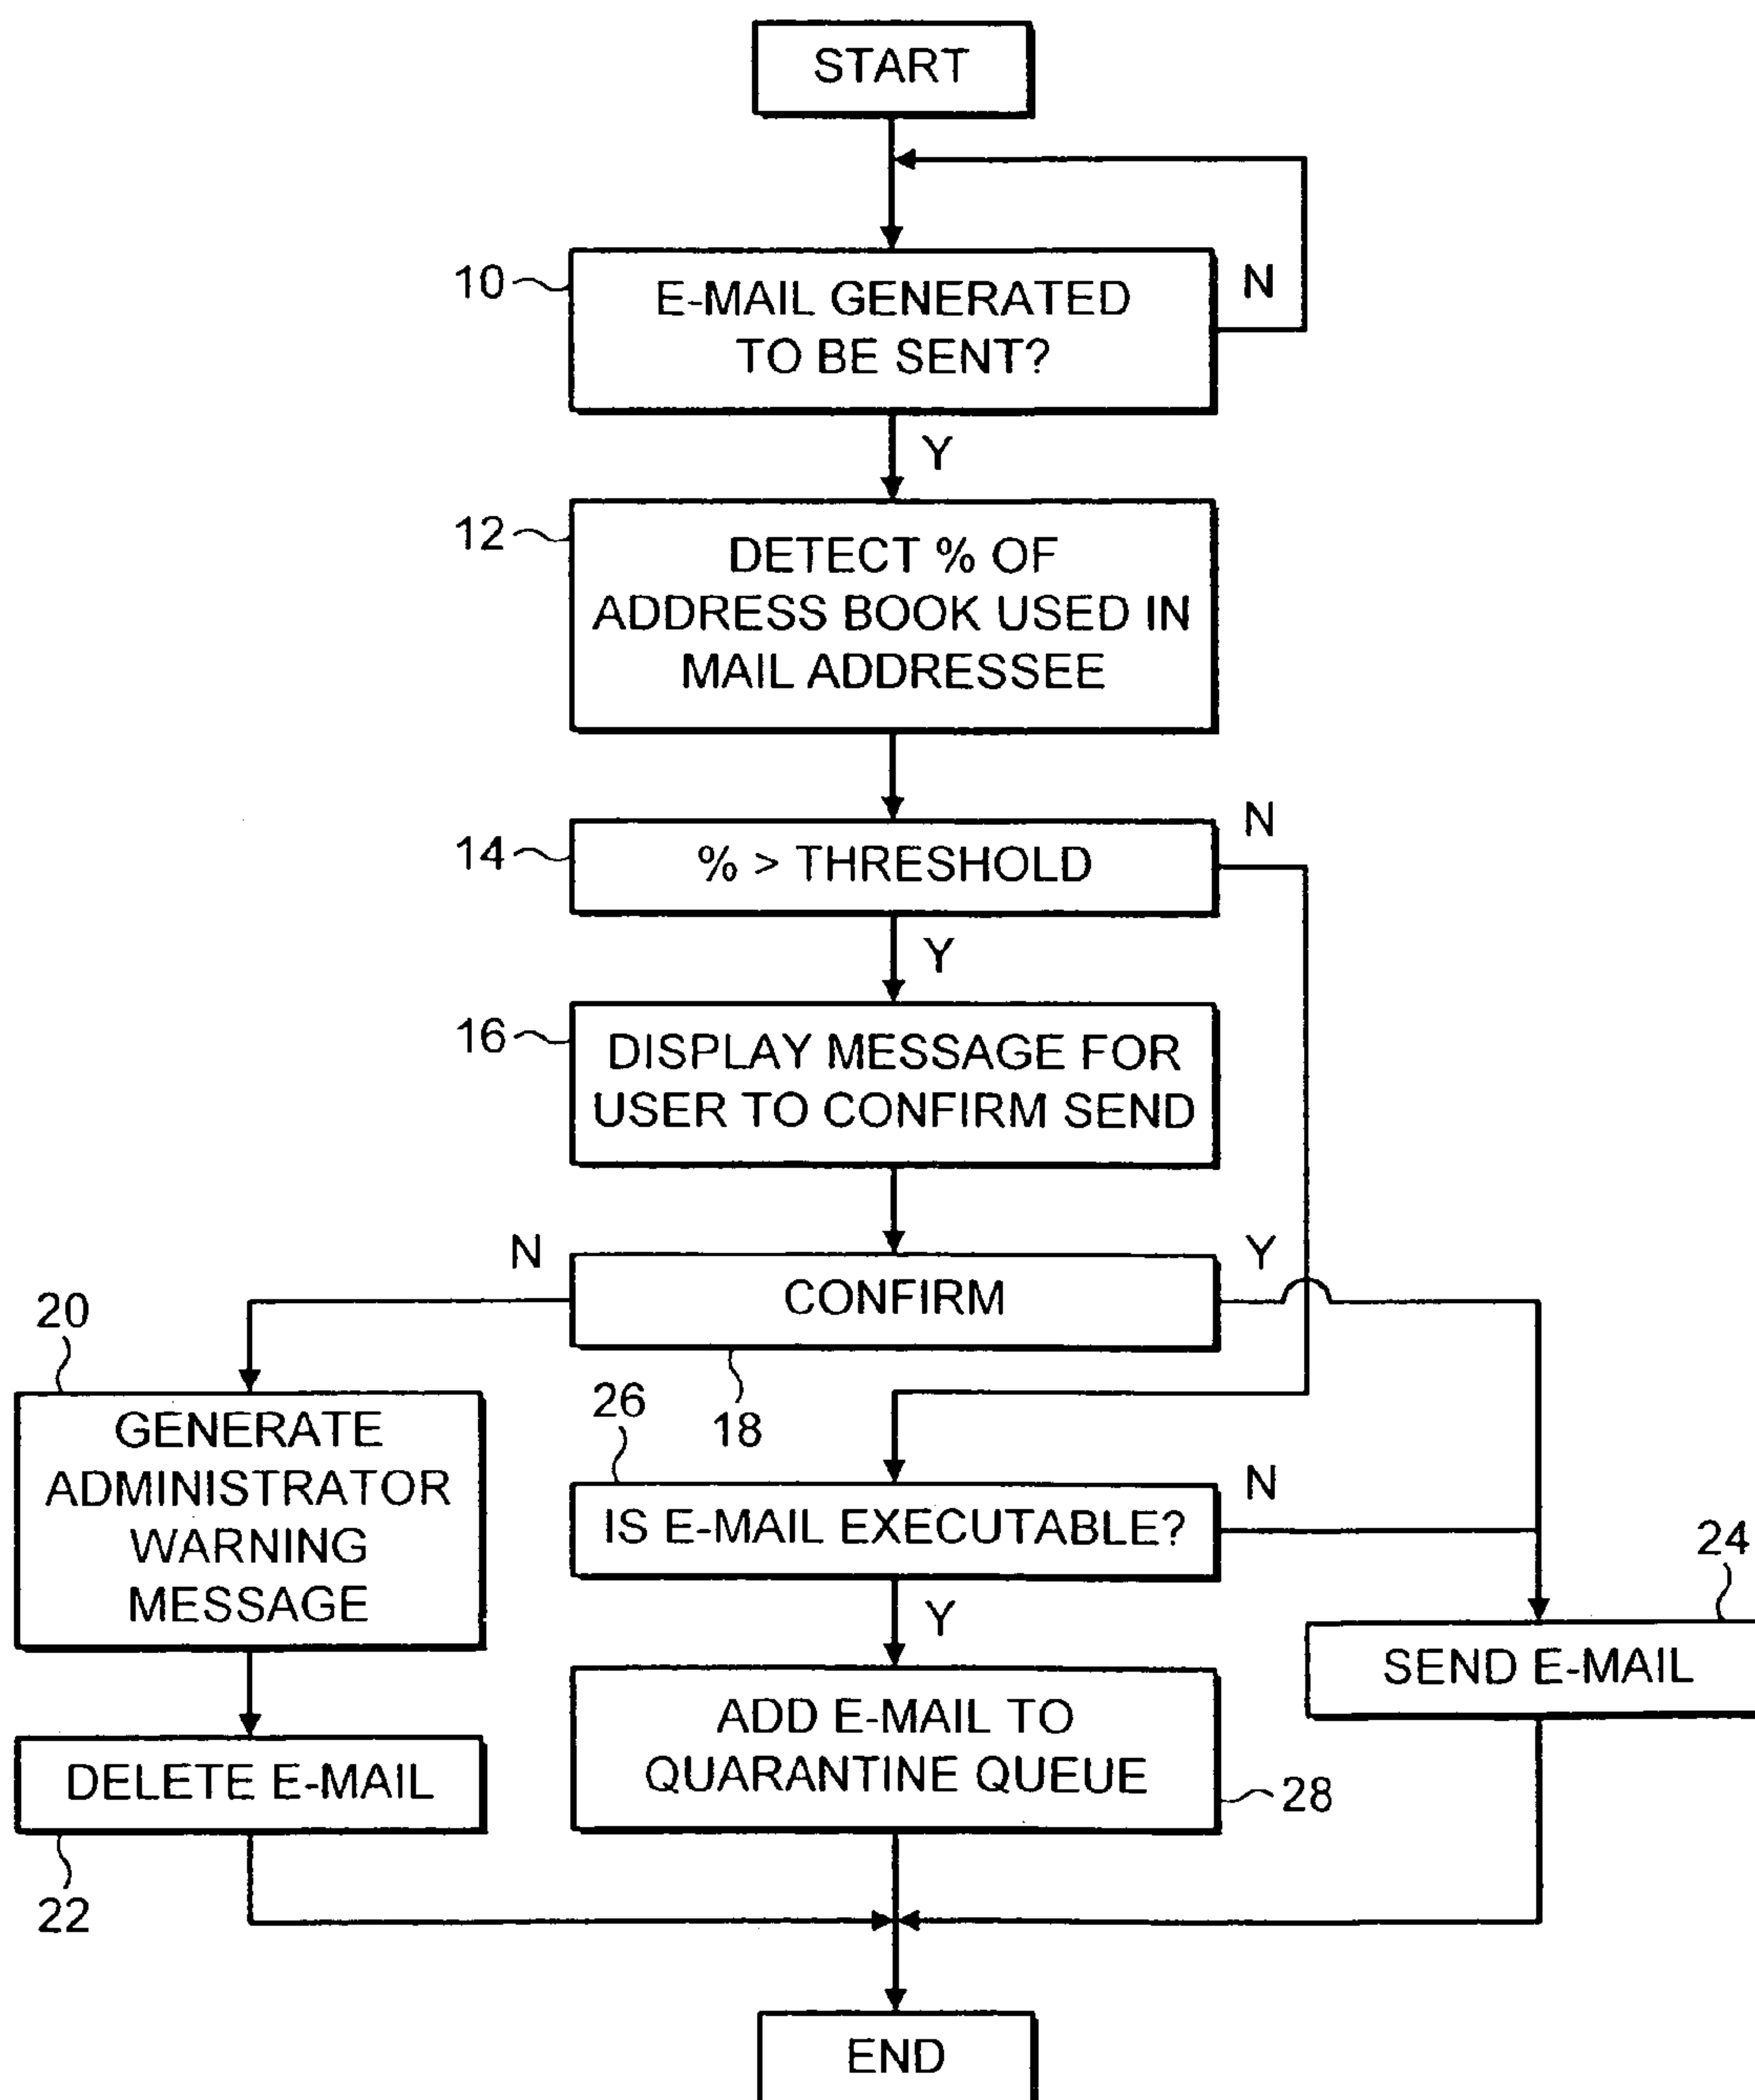 START
10
E-MAIL GENERATED
TO BE SENT?
N
Y
12
DETECT % OF
ADDRESS BOOK USED IN
MAIL ADDRESSEE
14
% > THRESHOLD
N
Y
16
DISPLAY MESSAGE FOR
USER TO CONFIRM SEND
N
CONFIRM
Y
18
20
GENERATE
ADMINISTRATOR
WARNING
MESSAGE
26
IS E-MAIL EXECUTABLE?
N
Y
24
SEND E-MAIL
DELETE E-MAIL
22
ADD E-MAIL TO
QUARANTINE QUEUE
28
END